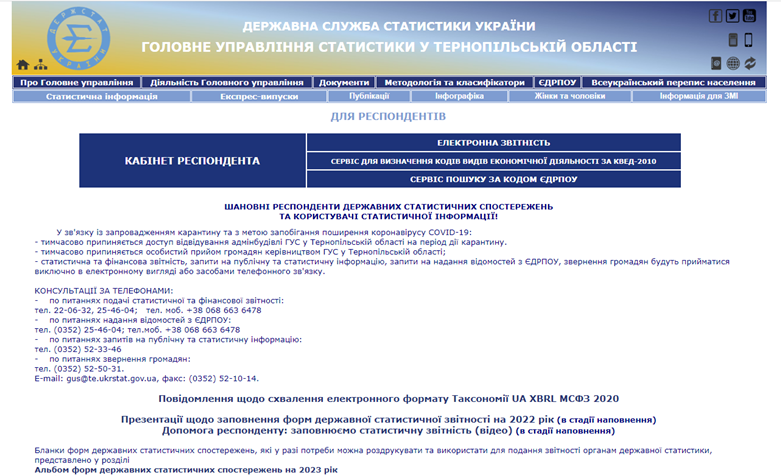 ДЕРЖСТАТ
УКРАЇНИ
ДЕРЖАВНА СЛУЖБА СТАТИСТИКИ УКРАЇНИ
ГОЛОВНЕ УПРАВЛІННЯ СТАТИСТИКИ У ТЕРНОПІЛЬСЬКІЙ ОБЛАСТІ
Про Головне управління Діяльність Головного управління Документи Методологія та класифікатори ЄДРПОУ Всеукраїнський перепис населення
Статистична інформація Експрес-випуски Публікації Інфографіка Жінки та чоловіки Інформація для ЗМІ
ДЛЯ РЕСПОНДЕНТІВ
КАБІНЕТ РЕСПОНДЕНТА
ЕЛЕКТРОННА ЗВІТНІСТЬ
СЕРВІС ДЛЯ ВИЗНАЧЕННЯ КОДІВ ВИДІВ ЕКОНОМІЧНОЇ ДІЯЛЬНОСТІ ЗА КВЕД-2010
СЕРВІС ПОШУКУ ЗА КОДОМ ЄДРПОУ
ШАНОВНІ РЕСПОНДЕНТИ ДЕРЖАВНИХ СТАТИСТИЧНИХ СПОСТЕРЕЖЕНЬ
ТА КОРИСТУВАЧІ СТАТИСТИЧНОЇ ІНФОРМАЦІЇ!
У зв'язку із запровадженням карантину та з метою запобігання поширення коронавірусу COVID-19:
- тимчасово припиняється доступ відвідування адмінбудівлі ГУС у Тернопільській області на період дії карантину.
- тимчасово припиняється особистий прийом громадян керівництвом ГУС у Тернопільській області;
- статистична та фінансова звітність, запити на публічну та статистичну інформацію, запити на надання відомостей з ЄДРПОУ, звернення громадян будуть прийматися
виключно в електронному вигляді або засобами телефонного зв'язку.
КОНСУЛЬТАЦІЇ ЗА ТЕЛЕФОНАМИ:
- по питаннях подачі статистичної та фінансової звітності:
тел. 22-06-32, 25-46-04; тел. моб. +38 068 663 6478
- по питаннях надання відомостей з ЄДРПОУ:
тел. (0352) 25-46-04; тел.моб. +38 068 663 6478
- по питаннях запитів на публічну та статистичну інформацію:
тел. (0352) 52-33-46
- по питаннях звернення громадян:
тел. (0352) 52-50-31.
E-mail: gus@te.ukrstat.gov.ua, факс: (0352) 52-10-14.
Повідомлення щодо схвалення електронного формату Таксономії UA XBRL МСФЗ 2020
Презентації щодо заповнення форм державної статистичної звітності на 2022 рік (в стадії наповнення)
Допомога респонденту: заповнюємо статистичну звітність (відео) (в стадії наповнення)
Бланки форм державних статистичних спостережень, які у разі потреби можна роздрукувати та використати для подання звітності органам державної статистики,
представлено у розділі
Альбом форм державних статистичних спостережень на 2023 рік